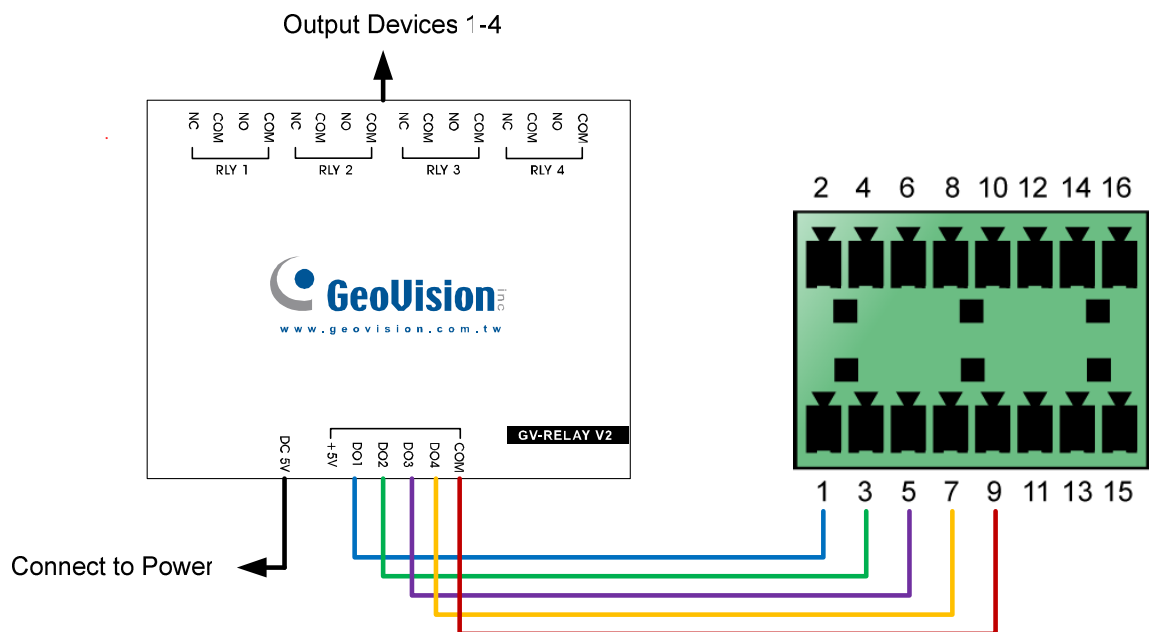 Output Devices 1-4
NC COM NO COM NC COM NO COM NC COM NO COM NC COM NO COM
RLY 1 RLY 2 RLY 3 RLY 4
GeoVision inc
www.geovision.com.tw
GV-RELAY V2
DC 5V +5V DO1 DO2 DO3 DO4 COM
Connect to Power
2 4 6 8 10 12 14 16
1 3 5 7 9 11 13 15